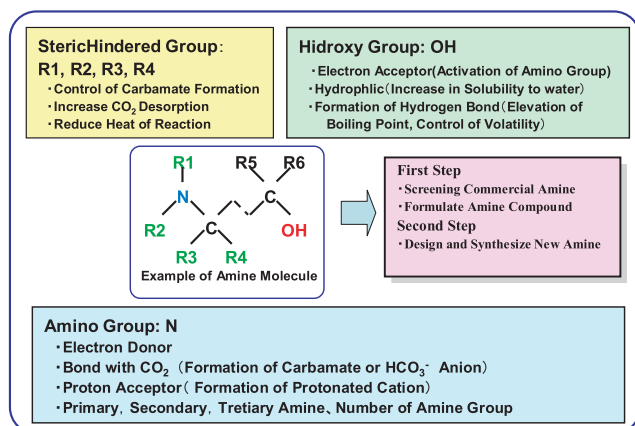 StericHindered Group:
R1, R2, R3, R4
・Control of Carbamate Formation
・Increase CO₂ Desorption
・Reduce Heat of Reaction
Hidroxy Group: OH
・Electron Acceptor(Activation of Amino Group)
・Hydrophlic(Increase in Solubility to water)
・Formation of Hydrogen Bond(Elevation of
Boiling Point, Control of Volatility)
R1 R5 R6
N C
R2 C OH
R3 R4
Example of Amine Molecule
First Step
・Screening Commercial Amine
・Formulate Amine Compound
Second Step
・Design and Synthesize New Amine
Amino Group: N
・Electron Donor
・Bond with CO₂ (Formation of Carbamate or HCO₃⁻ Anion)
・Proton Acceptor( Formation of Protonated Cation)
・Primary, Secondary, Tretiary Amine、Number of Amine Group